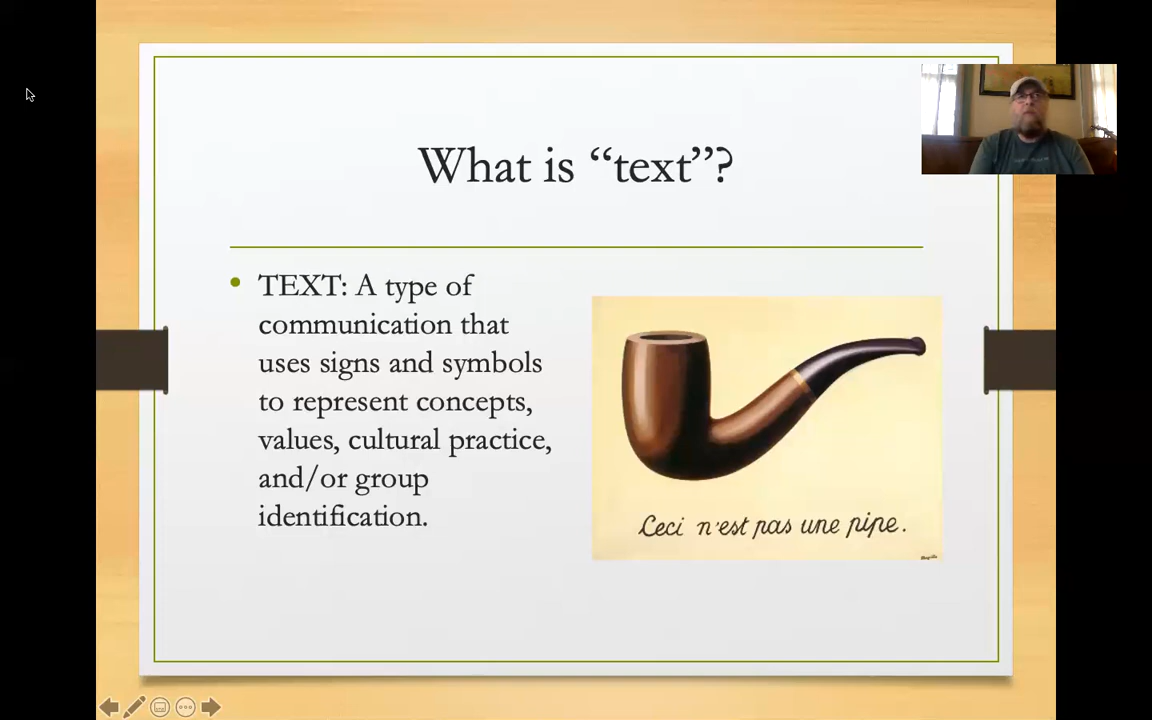 What is “text”?
TEXT: A type of
communication that
uses signs and symbols
to represent concepts,
values, cultural practice,
and/or group
identification.
Ceci n'est pas une pipe.